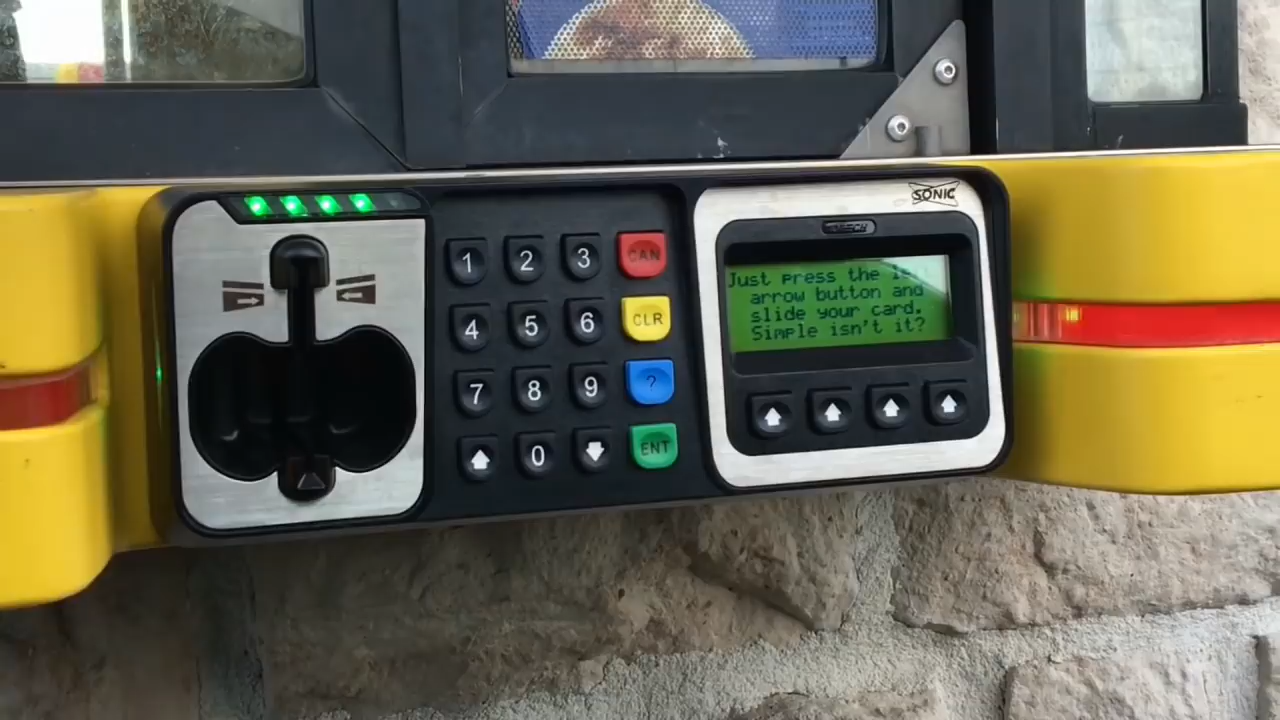 SONIC
1 2 3 CAN
4 5 6 CLR
7 8 9 ?
0 ENT
Just press the
arrow button and
slide your card.
Simple isn't it?